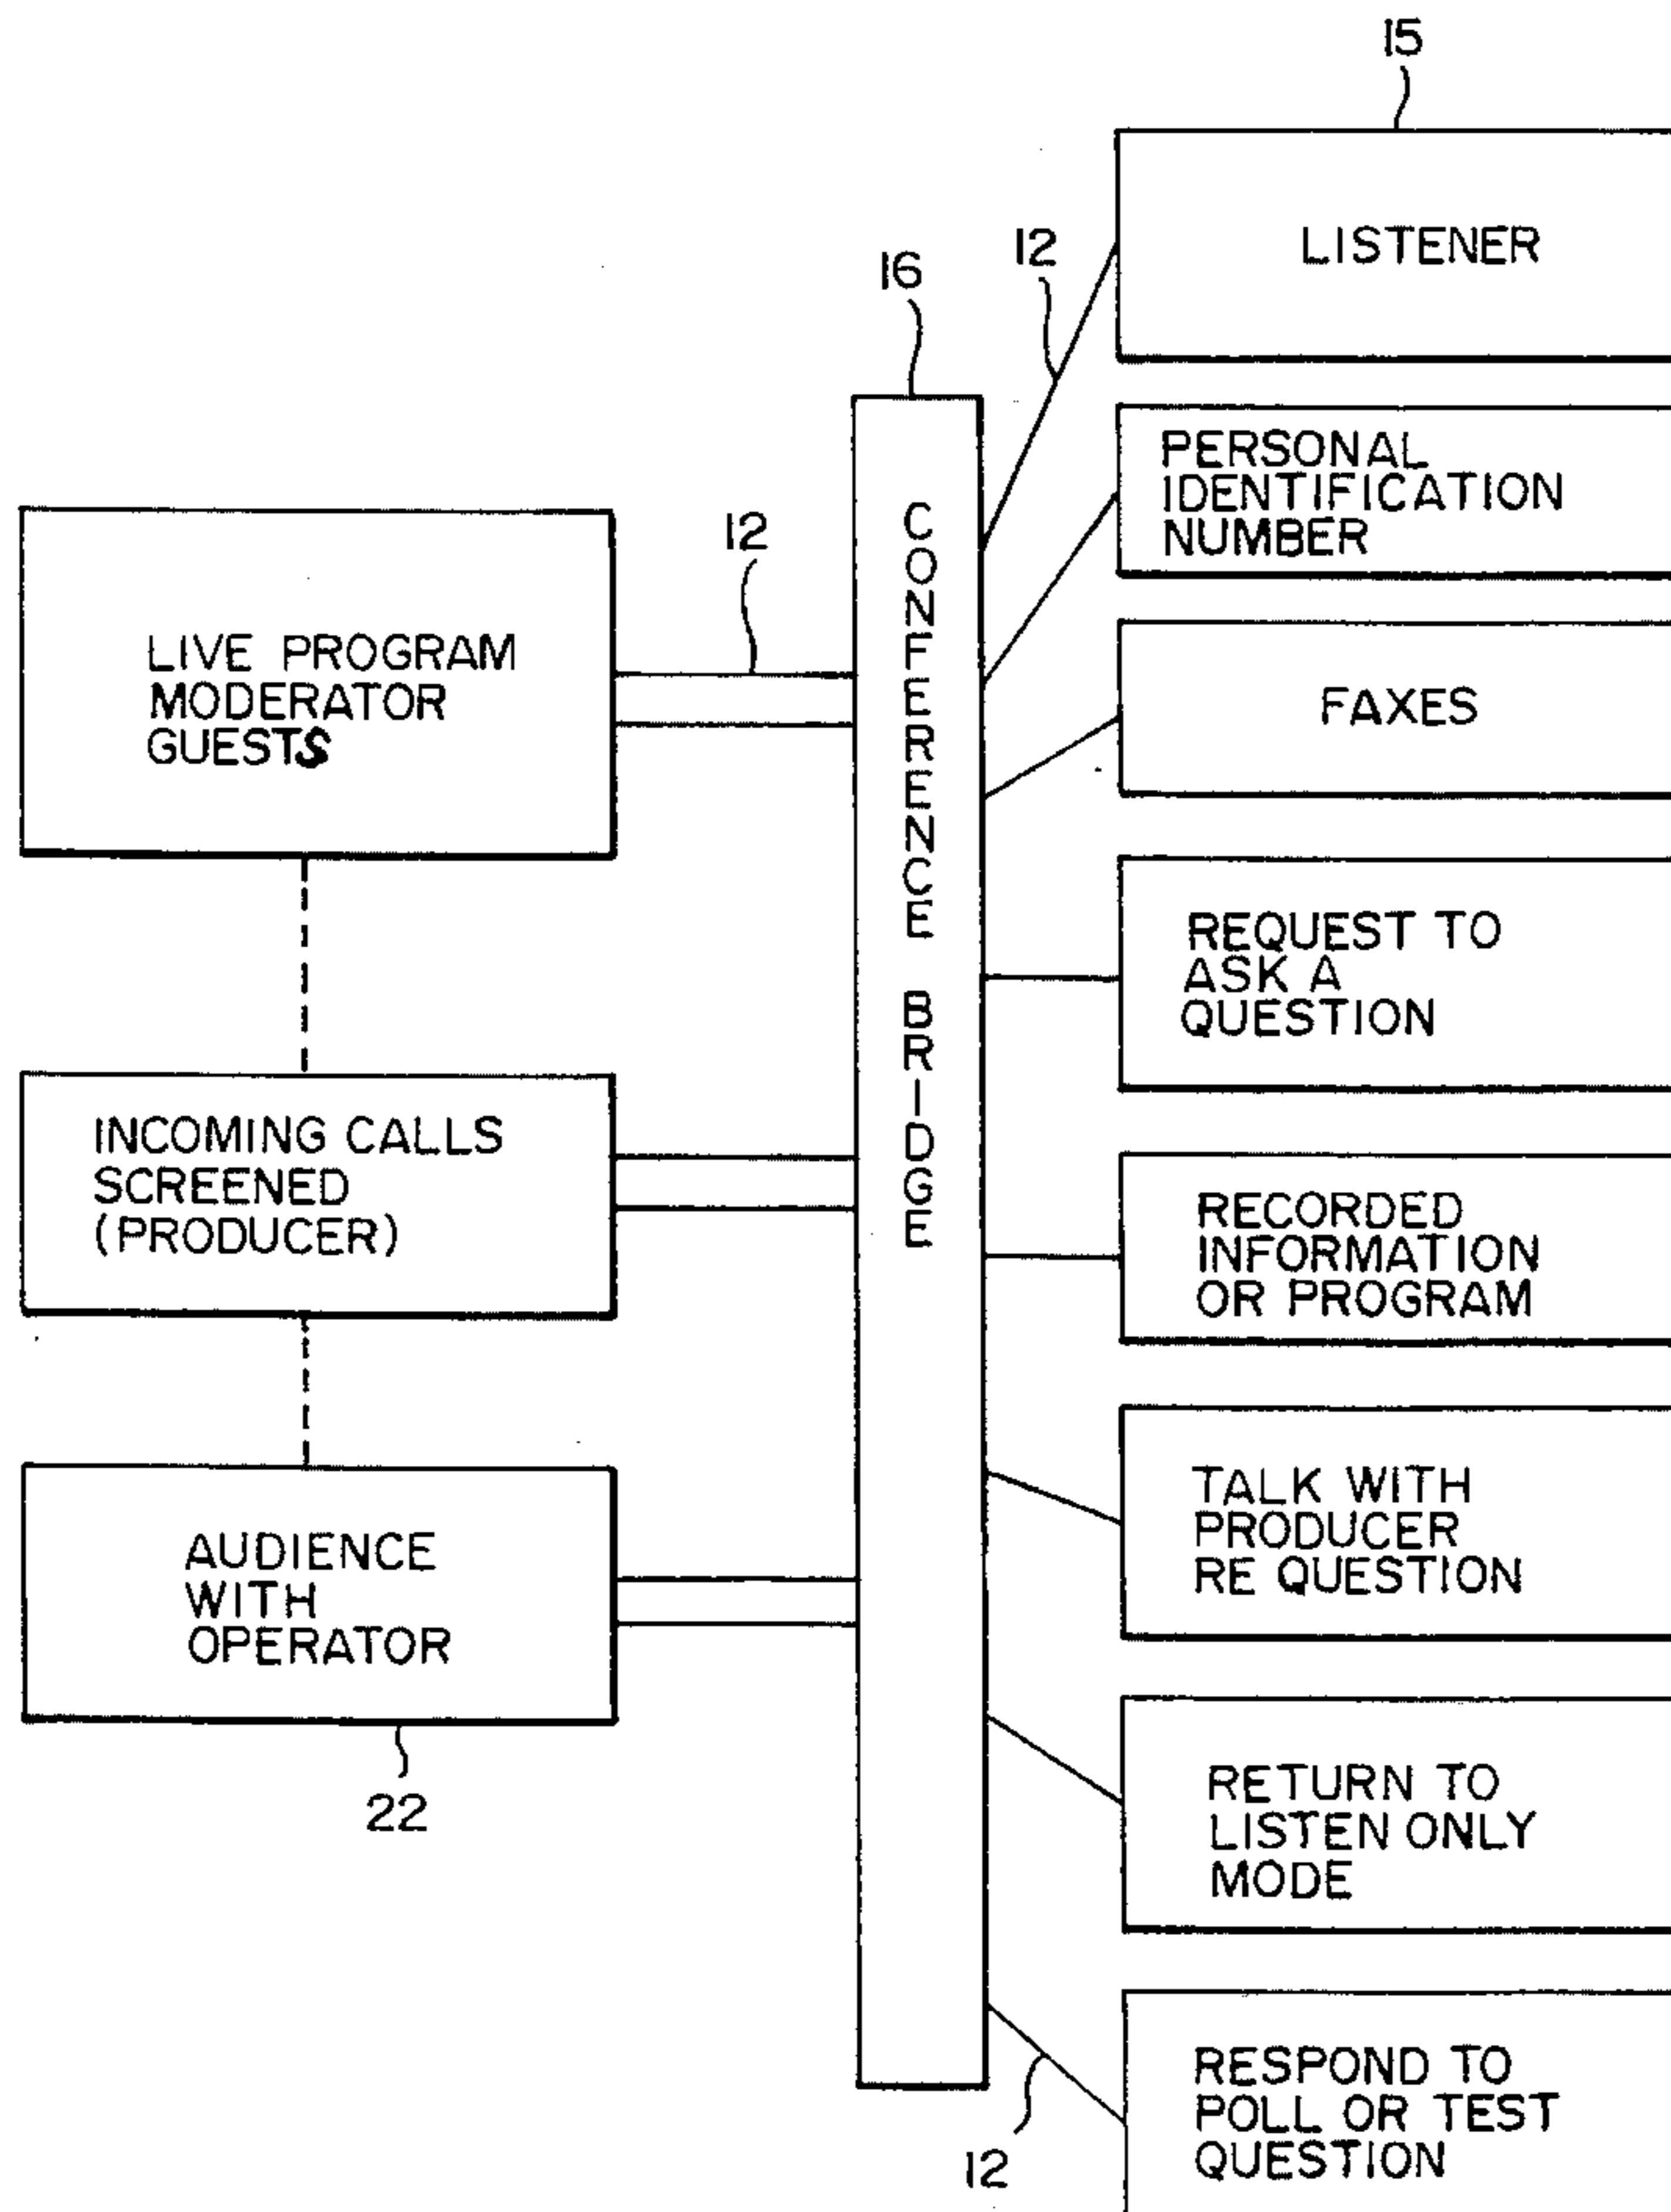 15
LISTENER
12
16
PERSONAL
IDENTIFICATION
NUMBER
12
LIVE PROGRAM
MODERATOR
GUESTS
CONFERENCE BRIDGE
FAXES
REQUEST TO
ASK A
QUESTION
INCOMING CALLS
SCREENED
(PRODUCER)
RECORDED
INFORMATION
OR PROGRAM
AUDIENCE
WITH
OPERATOR
22
TALK WITH
PRODUCER
RE QUESTION
RETURN TO
LISTEN ONLY
MODE
RESPOND TO
POLL OR TEST
QUESTION
12